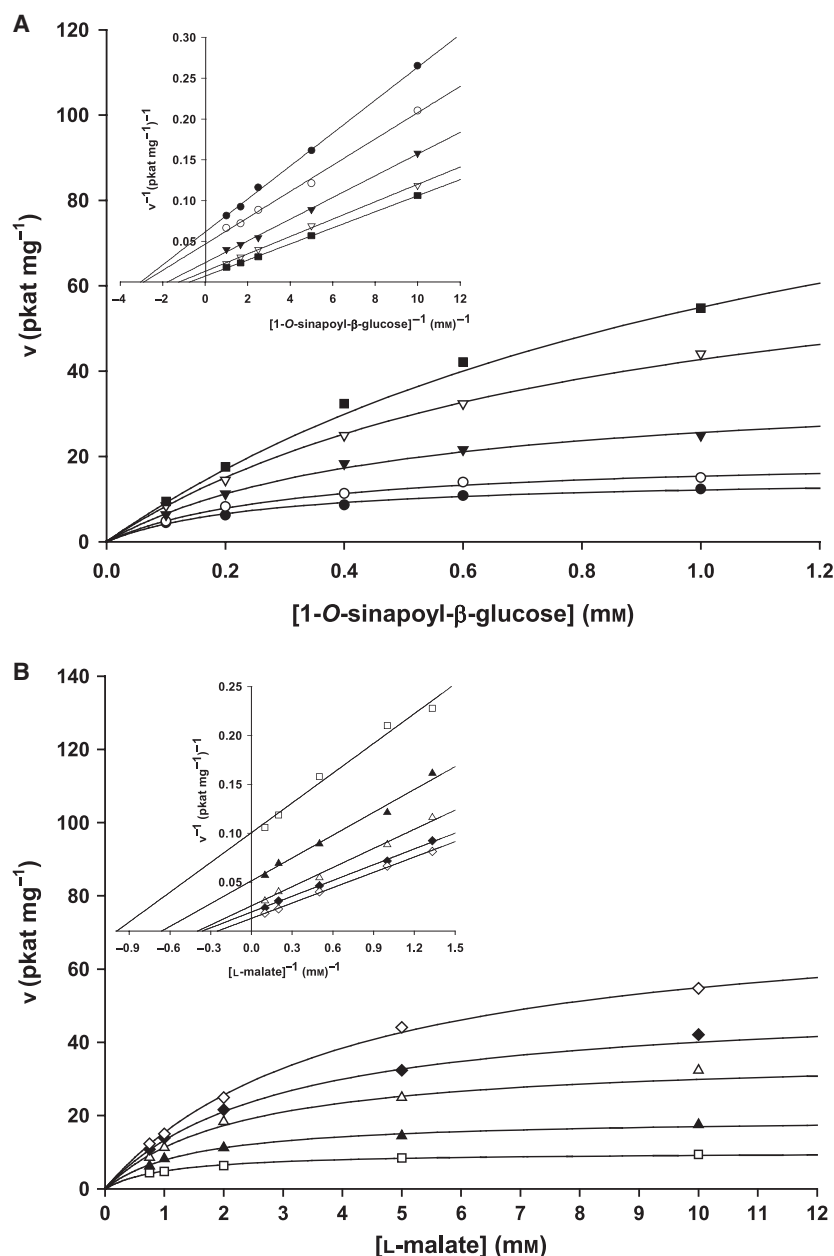 A
120
100
80
60
40
20
0
v (pkat mg⁻¹)
0.0 0.2 0.4 0.6 0.8 1.0 1.2
[1-O-sinapoyl-β-glucose] (mM)
0.30
0.25
0.20
0.15
0.10
0.05
v⁻¹(pkat mg⁻¹)⁻¹
–4 –2 0 2 4 6 8 10 12
[1-O-sinapoyl-β-glucose]⁻¹ (mM)⁻¹
B
140
120
100
80
60
40
20
0
v (pkat mg⁻¹)
0 1 2 3 4 5 6 7 8 9 10 11 12
[L-malate] (mM)
0.25
0.20
0.15
0.10
0.05
v⁻¹ (pkat mg⁻¹)⁻¹
–0.9 –0.6 –0.3 0.0 0.3 0.6 0.9 1.2 1.5
[L-malate]⁻¹ (mM)⁻¹